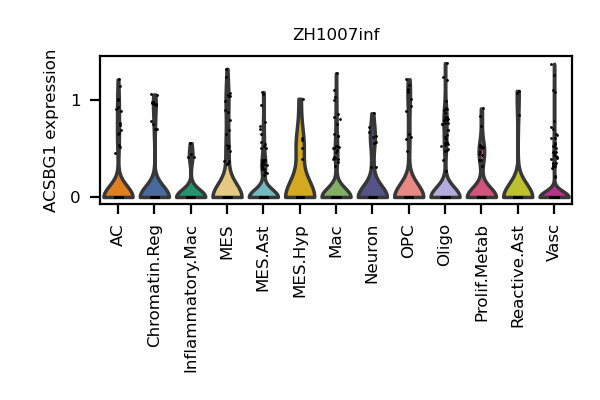 ZH1007inf
ACSBG1 expression
1
0
AC
Chromatin.Reg
Inflammatory.Mac
MES
MES.Ast
MES.Hyp
Mac
Neuron
OPC
Oligo
Prolif.Metab
Reactive.Ast
Vasc